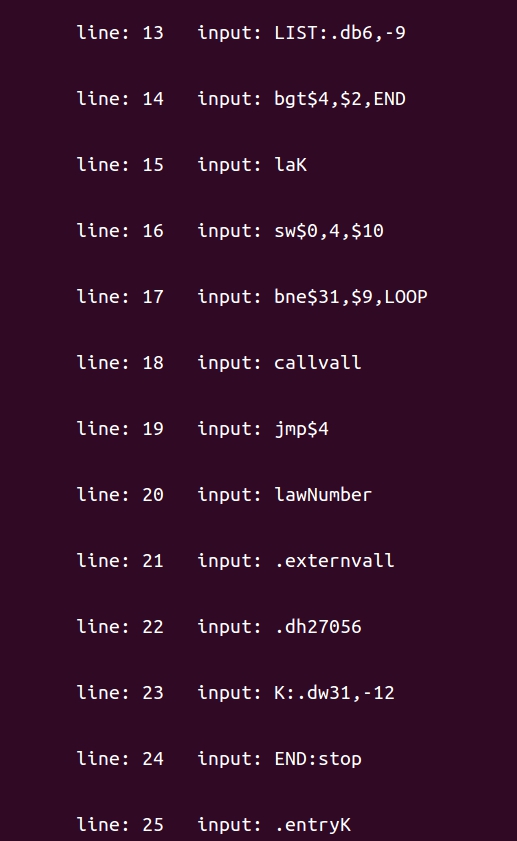 line: 13 input: LIST:.db6,-9
line: 14 input: bgt$4,$2,END
line: 15 input: laK
line: 16 input: sw$0,4,$10
line: 17 input: bne$31,$9,LOOP
line: 18 input: callvall
line: 19 input: jmp$4
line: 20 input: lawNumber
line: 21 input: .externvall
line: 22 input: .dh27056
line: 23 input: K:.dw31,-12
line: 24 input: END:stop
line: 25 input: .entryK